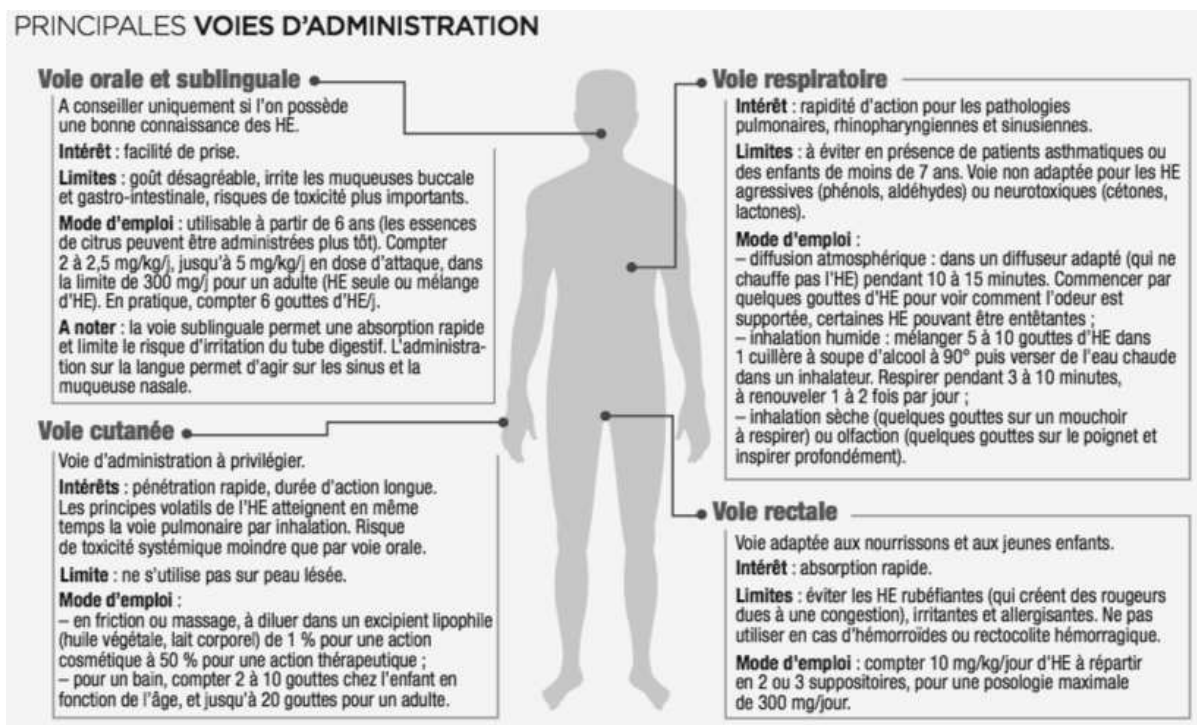 PRINCIPALES VOIES D'ADMINISTRATION
Voie orale et sublinguale
A conseiller uniquement si l'on possède
une bonne connaissance des HE.
Intérêt : facilité de prise.
Limites : goût désagréable, irrite les muqueuses buccale
et gastro-intestinale, risques de toxicité plus importants.
Mode d'emploi : utilisable à partir de 6 ans (les essences
de citrus peuvent être administrées plus tôt). Compter
2 à 2,5 mg/kg/j, jusqu'à 5 mg/kg/j en dose d'attaque, dans
la limite de 300 mg/j pour un adulte (HE seule ou mélange
d'HE). En pratique, compter 6 gouttes d'HE/j.
A noter : la voie sublinguale permet une absorption rapide
et limite le risque d'irritation du tube digestif. L'administra-
tion sur la langue permet d'agir sur les sinus et la
muqueuse nasale.
Voie cutanée
Voie d'administration à privilégier.
Intérêts : pénétration rapide, durée d'action longue.
Les principes volatils de l'HE atteignent en même
temps la voie pulmonaire par inhalation. Risque
de toxicité systémique moindre que par voie orale.
Limite : ne s'utilise pas sur peau lésée.
Mode d'emploi :
– en friction ou massage, à diluer dans un excipient lipophile
(huile végétale, lait corporel) de 1 % pour une action
cosmétique à 50 % pour une action thérapeutique ;
– pour un bain, compter 2 à 10 gouttes chez l'enfant en
fonction de l'âge, et jusqu'à 20 gouttes pour un adulte.
Voie respiratoire
Intérêt : rapidité d'action pour les pathologies
pulmonaires, rhinopharyngiennes et sinusiennes.
Limites : à éviter en présence de patients asthmatiques ou
des enfants de moins de 7 ans. Voie non adaptée pour les HE
agressives (phénols, aldéhydes) ou neurotoxiques (cétones,
lactones).
Mode d'emploi :
– diffusion atmosphérique : dans un diffuseur adapté (qui ne
chauffe pas l'HE) pendant 10 à 15 minutes. Commencer par
quelques gouttes d'HE pour voir comment l'odeur est
supportée, certaines HE pouvant être entêtantes ;
– inhalation humide : mélanger 5 à 10 gouttes d'HE dans
1 cuillère à soupe d'alcool à 90° puis verser de l'eau chaude
dans un inhalateur. Respirer pendant 3 à 10 minutes,
à renouveler 1 à 2 fois par jour ;
– inhalation sèche (quelques gouttes sur un mouchoir
à respirer) ou olfaction (quelques gouttes sur le poignet et
inspirer profondément).
Voie rectale
Voie adaptée aux nourrissons et aux jeunes enfants.
Intérêt : absorption rapide.
Limites : éviter les HE rubéfiantes (qui créent des rougeurs
dues à une congestion), irritantes et allergisantes. Ne pas
utiliser en cas d'hémorroïdes ou rectocolite hémorragique.
Mode d'emploi : compter 10 mg/kg/jour d'HE à répartir
en 2 ou 3 suppositoires, pour une posologie maximale
de 300 mg/jour.